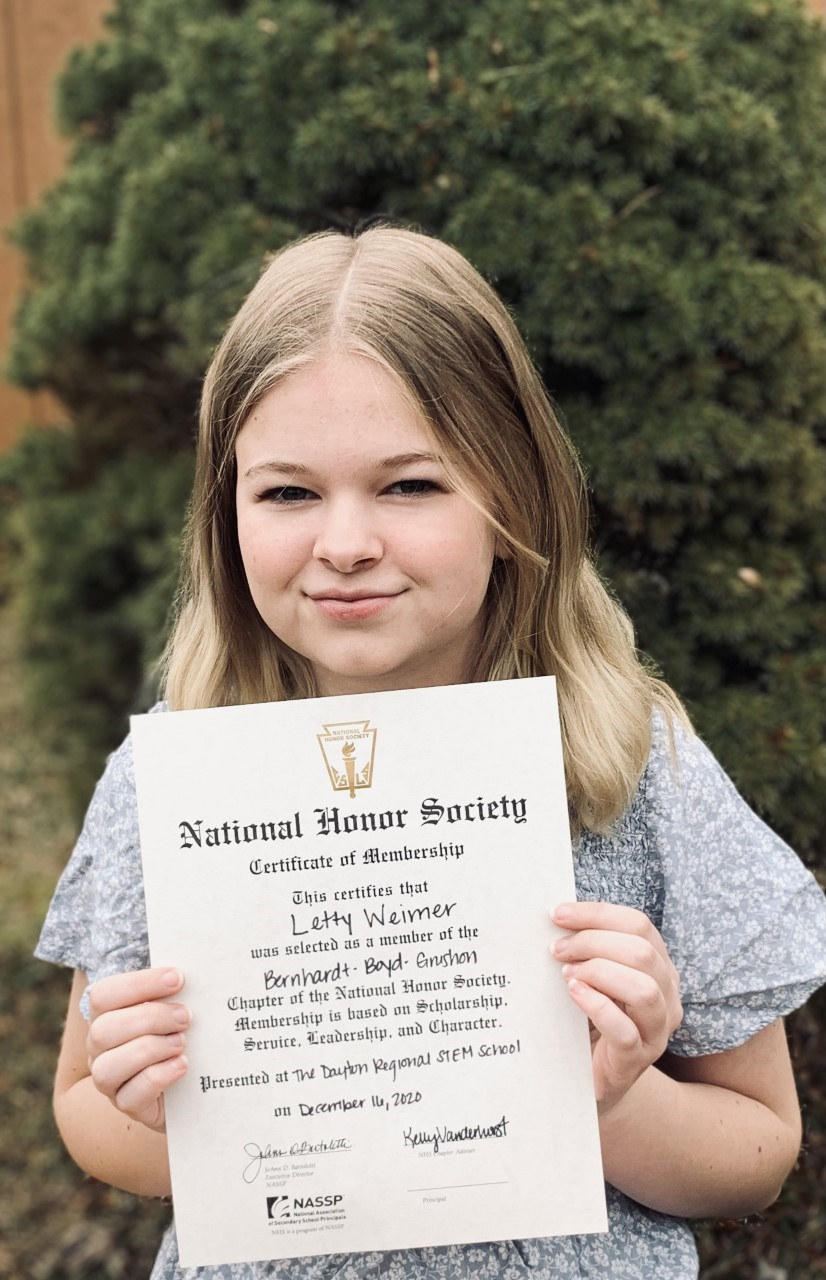 NATIONAL
HONOR SOCIETY
S L
National Honor Society
Certificate of Membership
This certifies that
Letty Weimer
was selected as a member of the
Bernhardt-Boyd-Grushon
Chapter of the National Honor Society.
Membership is based on Scholarship,
Service, Leadership, and Character.
Presented at The Dayton Regional STEM School
on December 16, 2020
Kelly Vanderhorst
JoAnn D. Bartoletti
Executive Director
NASSP
NHS Chapter Adviser
Principal
NASSP
National Association
of Secondary School Principals
NHS is a program of NASSP